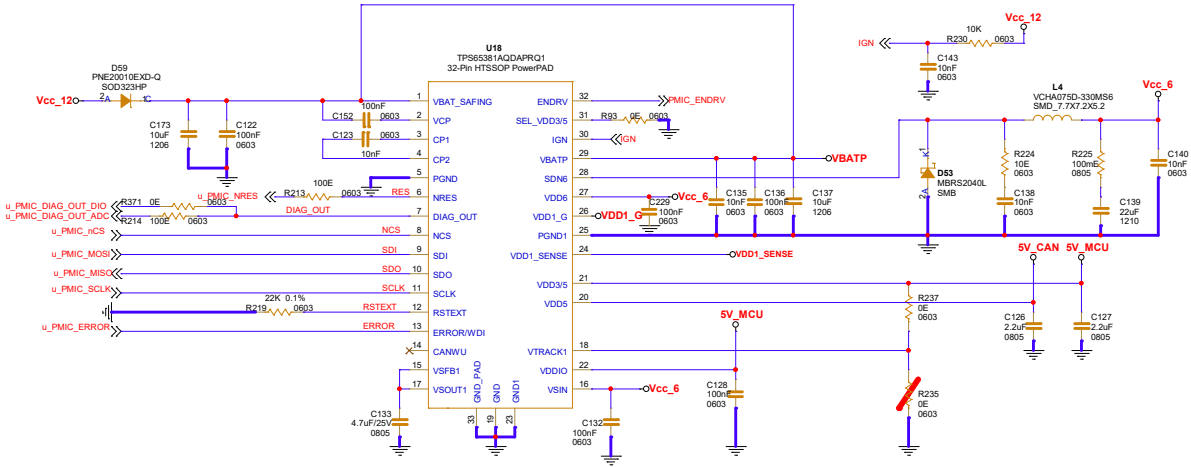 U18
TPS65381AQDAPRQ1
32-Pin HTSSOP PowerPAD
D59
PNE20010EXD-Q
SOD323HP
Vcc_12
2
A
1
C
C173
10uF
1206
C122
100nF
0603
100nF
C152
0603
C123
0603
10nF
1
VBAT_SAFING
2
VCP
3
CP1
4
CP2
5
PGND
6
NRES
7
DIAG_OUT
8
NCS
9
SDI
10
SDO
11
SCLK
12
RSTEXT
13
ERROR/WDI
14
CANWU
15
VSFB1
17
VSOUT1
GND_PAD
GND
GND1
33
19
23
32
ENDRV
31
SEL_VDD3/5
30
IGN
29
VBATP
28
SDN6
27
VDD6
26
VDD1_G
25
PGND1
24
VDD1_SENSE
21
VDD3/5
20
VDD5
18
VTRACK1
22
VDDIO
16
VSIN
u_PMIC_NRES
100E
R213
0603
RES
u_PMIC_DIAG_OUT_DIO
R371
0E
0603
u_PMIC_DIAG_OUT_ADC
R214
100E
0603
DIAG_OUT
u_PMIC_nCS
NCS
u_PMIC_MOSI
SDI
u_PMIC_MISO
SDO
u_PMIC_SCLK
SCLK
22K 0.1%
R219
0603
RSTEXT
u_PMIC_ERROR
ERROR
C133
4.7uF/25V
0805
PMIC_ENDRV
R93
0E
0603
IGN
VBATP
Vcc_6
C229
100nF
0603
VDD1_G
C135
10nF
0603
C136
100nF
0603
C137
10uF
1206
VDD1_SENSE
IGN
10K
R230
0603
Vcc_12
C143
10nF
0603
L4
VCHA075D-330MS6
SMD_7.7X7.2X5.2
Vcc_6
K
1
2
A
D53
MBRS2040L
SMB
R224
10E
0603
C138
10nF
0603
R225
100mE
0805
C139
22uF
1210
C140
10nF
0603
5V_CAN
5V_MCU
C126
2.2uF
0805
C127
2.2uF
0805
R237
0E
0603
R235
0E
0603
5V_MCU
C128
100nF
0603
Vcc_6
C132
100nF
0603